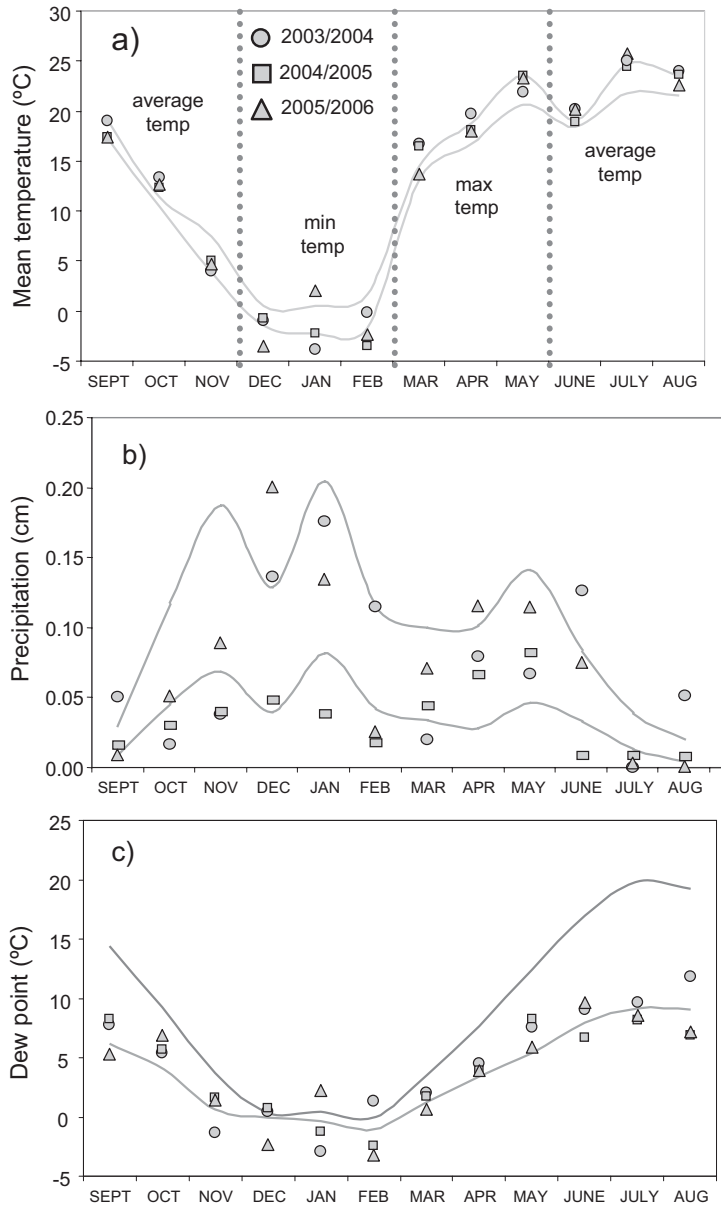 a)
Mean temperature (ºC)
30
25
20
15
10
5
0
-5
2003/2004
2004/2005
2005/2006
average
temp
min
temp
max
temp
average
temp
SEPT OCT NOV DEC JAN FEB MAR APR MAY JUNE JULY AUG
b)
Precipitation (cm)
0.25
0.20
0.15
0.10
0.05
0.00
SEPT OCT NOV DEC JAN FEB MAR APR MAY JUNE JULY AUG
c)
Dew point (ºC)
25
20
15
10
5
0
-5
SEPT OCT NOV DEC JAN FEB MAR APR MAY JUNE JULY AUG